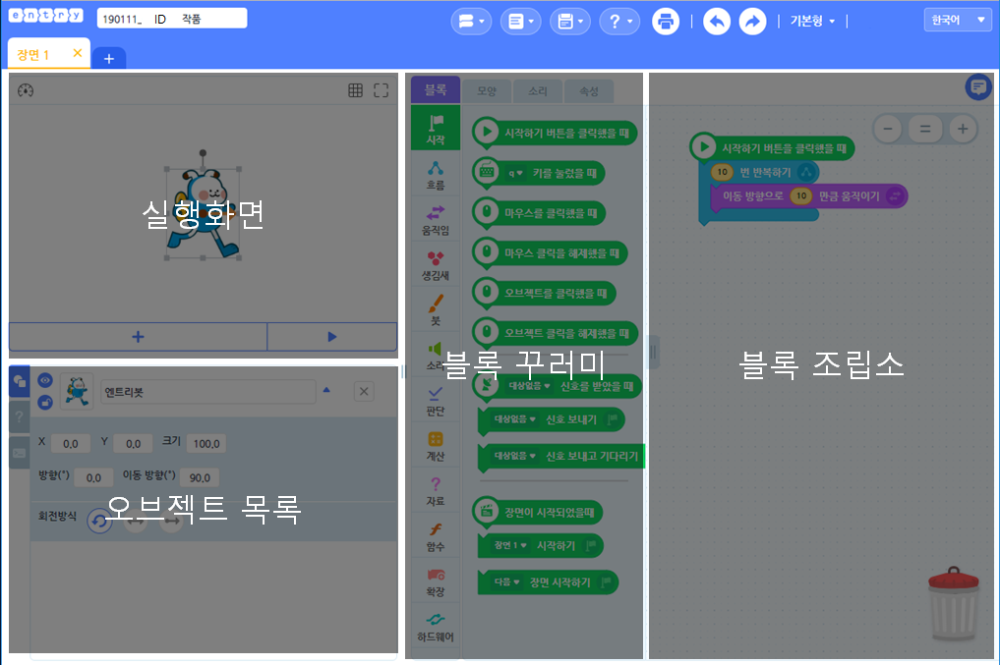 entry
190111_ ID 작품
?
기본형
한국어
장면 1
×
+
실행화면
엔트리봇
X 0,0 Y 0,0 크기 100,0
방향(°) 0,0 이동 방향(°) 90,0
회전방식
오브젝트 목록
블록
모양
소리
속성
시작
흐름
움직임
생김새
붓
소리
판단
계산
자료
함수
확장
하드웨어
시작하기 버튼을 클릭했을 때
q 키를 눌렀을 때
마우스를 클릭했을 때
마우스 클릭을 해제했을 때
오브젝트를 클릭했을 때
오브젝트 클릭을 해제했을 때
블록 꾸러미
대상없음 신호를 받았을 때
대상없음 신호 보내기
대상없음 신호 보내고 기다리기
장면이 시작되었을때
장면 1 시작하기
다음 장면 시작하기
시작하기 버튼을 클릭했을 때
10 번 반복하기
이동 방향으로 10 만큼 움직이기
블록 조립소